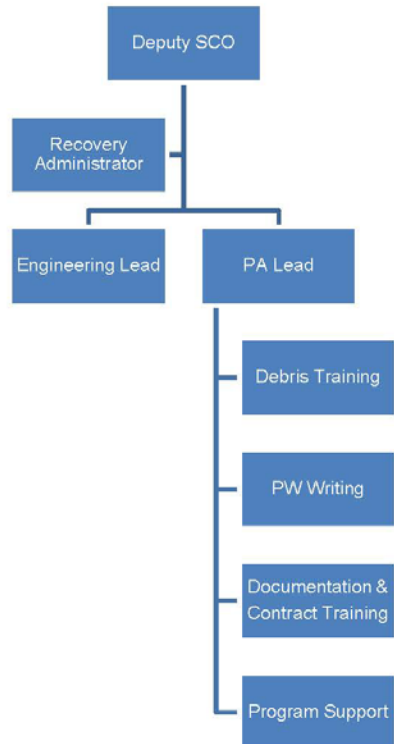 Deputy SCO
Recovery
Administrator
Engineering Lead
PA Lead
Debris Training
PW Writing
Documentation &
Contract Training
Program Support